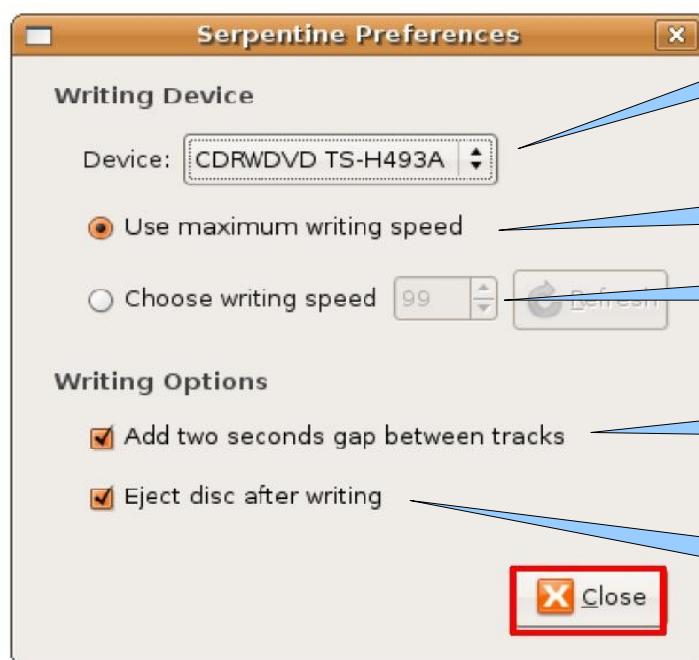 Serpentine Preferences
Writing Device
Device: CDRWDVD TS-H493A
Use maximum writing speed
Choose writing speed 99 Refresh
Writing Options
Add two seconds gap between tracks
Eject disc after writing
Close